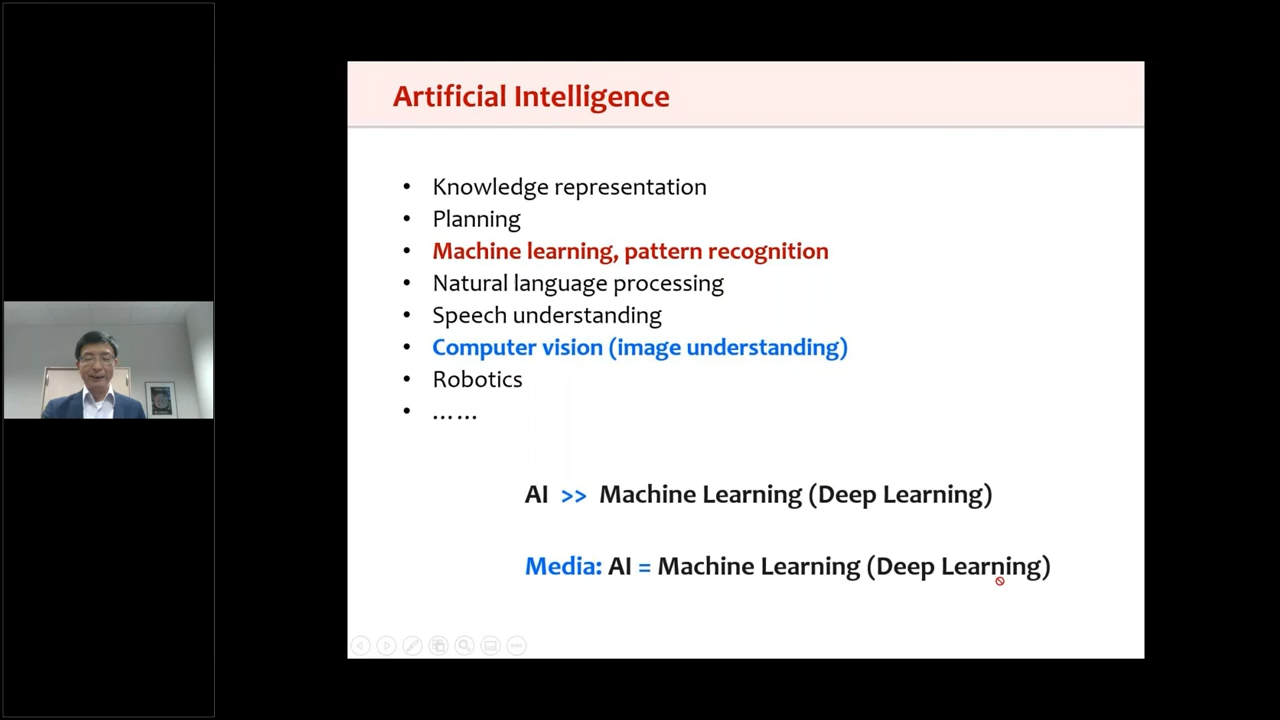 Artificial Intelligence
• Knowledge representation
• Planning
• Machine learning, pattern recognition
• Natural language processing
• Speech understanding
• Computer vision (image understanding)
• Robotics
• ……
AI >> Machine Learning (Deep Learning)
Media: AI = Machine Learning (Deep Learning)